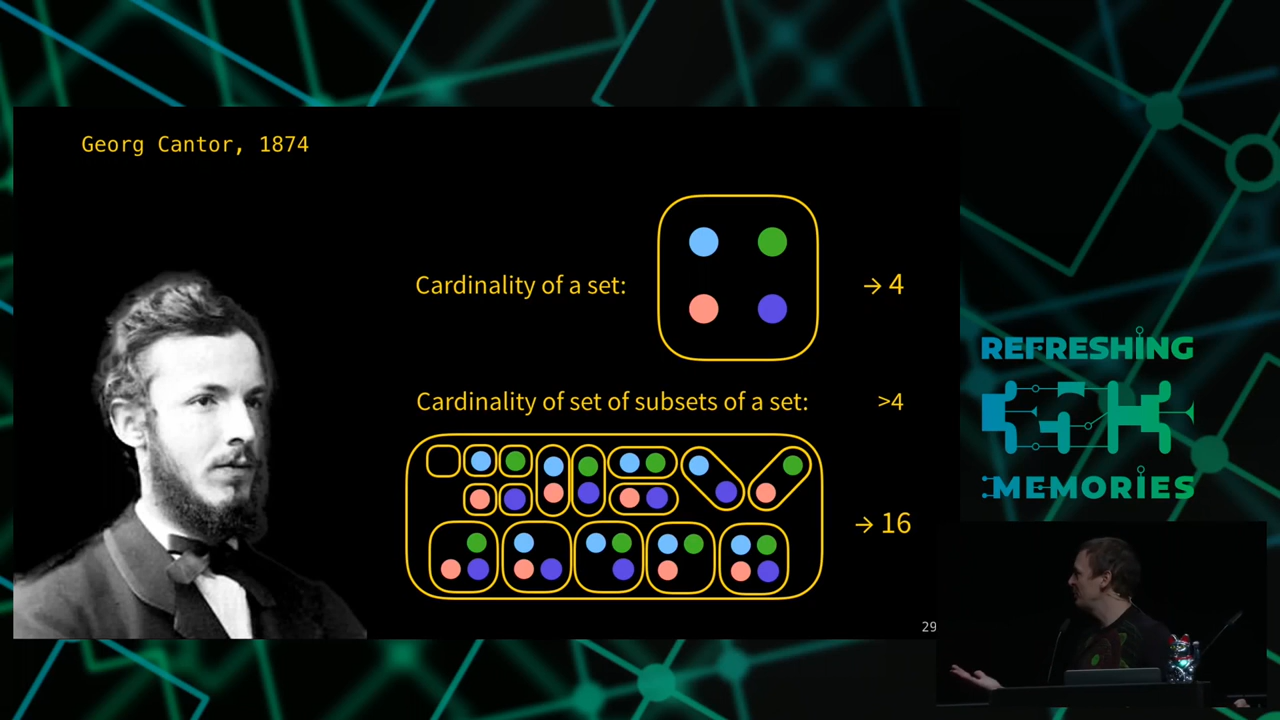 Georg Cantor, 1874
Cardinality of a set:
→ 4
Cardinality of set of subsets of a set:
>4
→ 16
29
REFRESHING
MEMORIES